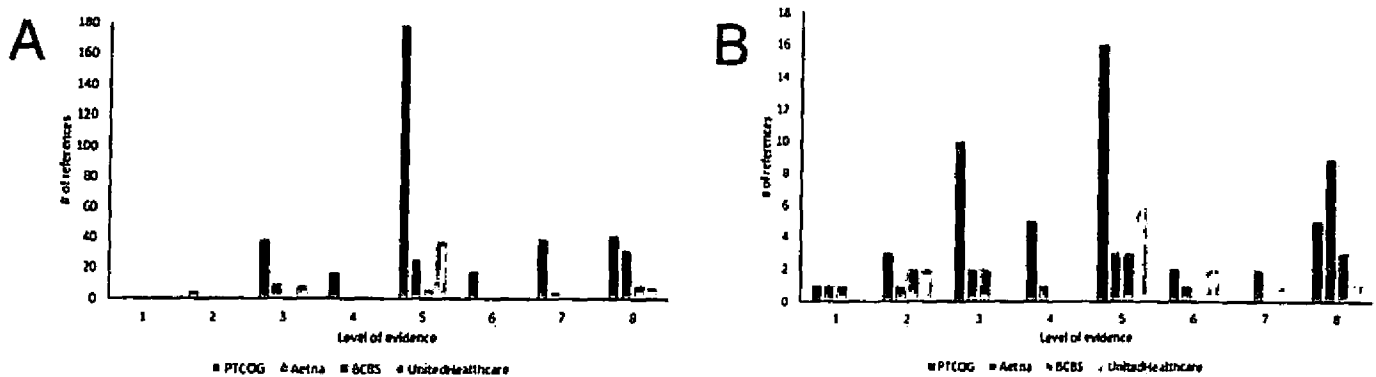 A
180
160
140
120
100
80
60
40
20
0
# of references
1 2 3 4 5 6 7 8
Level of evidence
PTCOG Aetna BCBS UnitedHealthcare
B
18
16
14
12
10
8
6
4
2
0
# of references
1 2 3 4 5 6 7 8
Level of evidence
PTCOG Aetna BCBS UnitedHealthcare